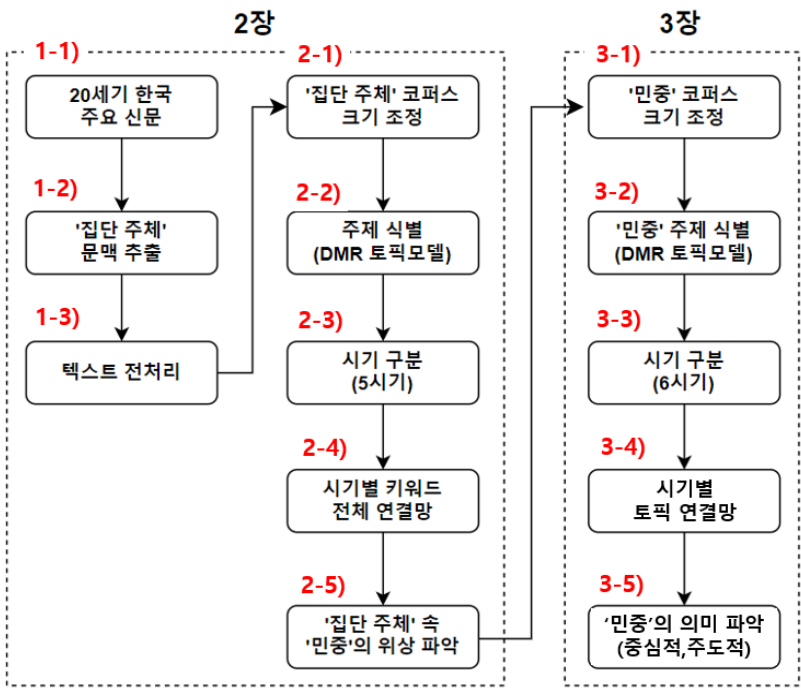 2장
1-1)
20세기 한국
주요 신문
1-2)
'집단 주체'
문맥 추출
1-3)
텍스트 전처리
2-1)
'집단 주체' 코퍼스
크기 조정
2-2)
주제 식별
(DMR 토픽모델)
2-3)
시기 구분
(5시기)
2-4)
시기별 키워드
전체 연결망
2-5)
'집단 주체' 속
'민중'의 위상 파악
3장
3-1)
'민중' 코퍼스
크기 조정
3-2)
'민중' 주제 식별
(DMR 토픽모델)
3-3)
시기 구분
(6시기)
3-4)
시기별
토픽 연결망
3-5)
‘민중’의 의미 파악
(중심적,주도적)